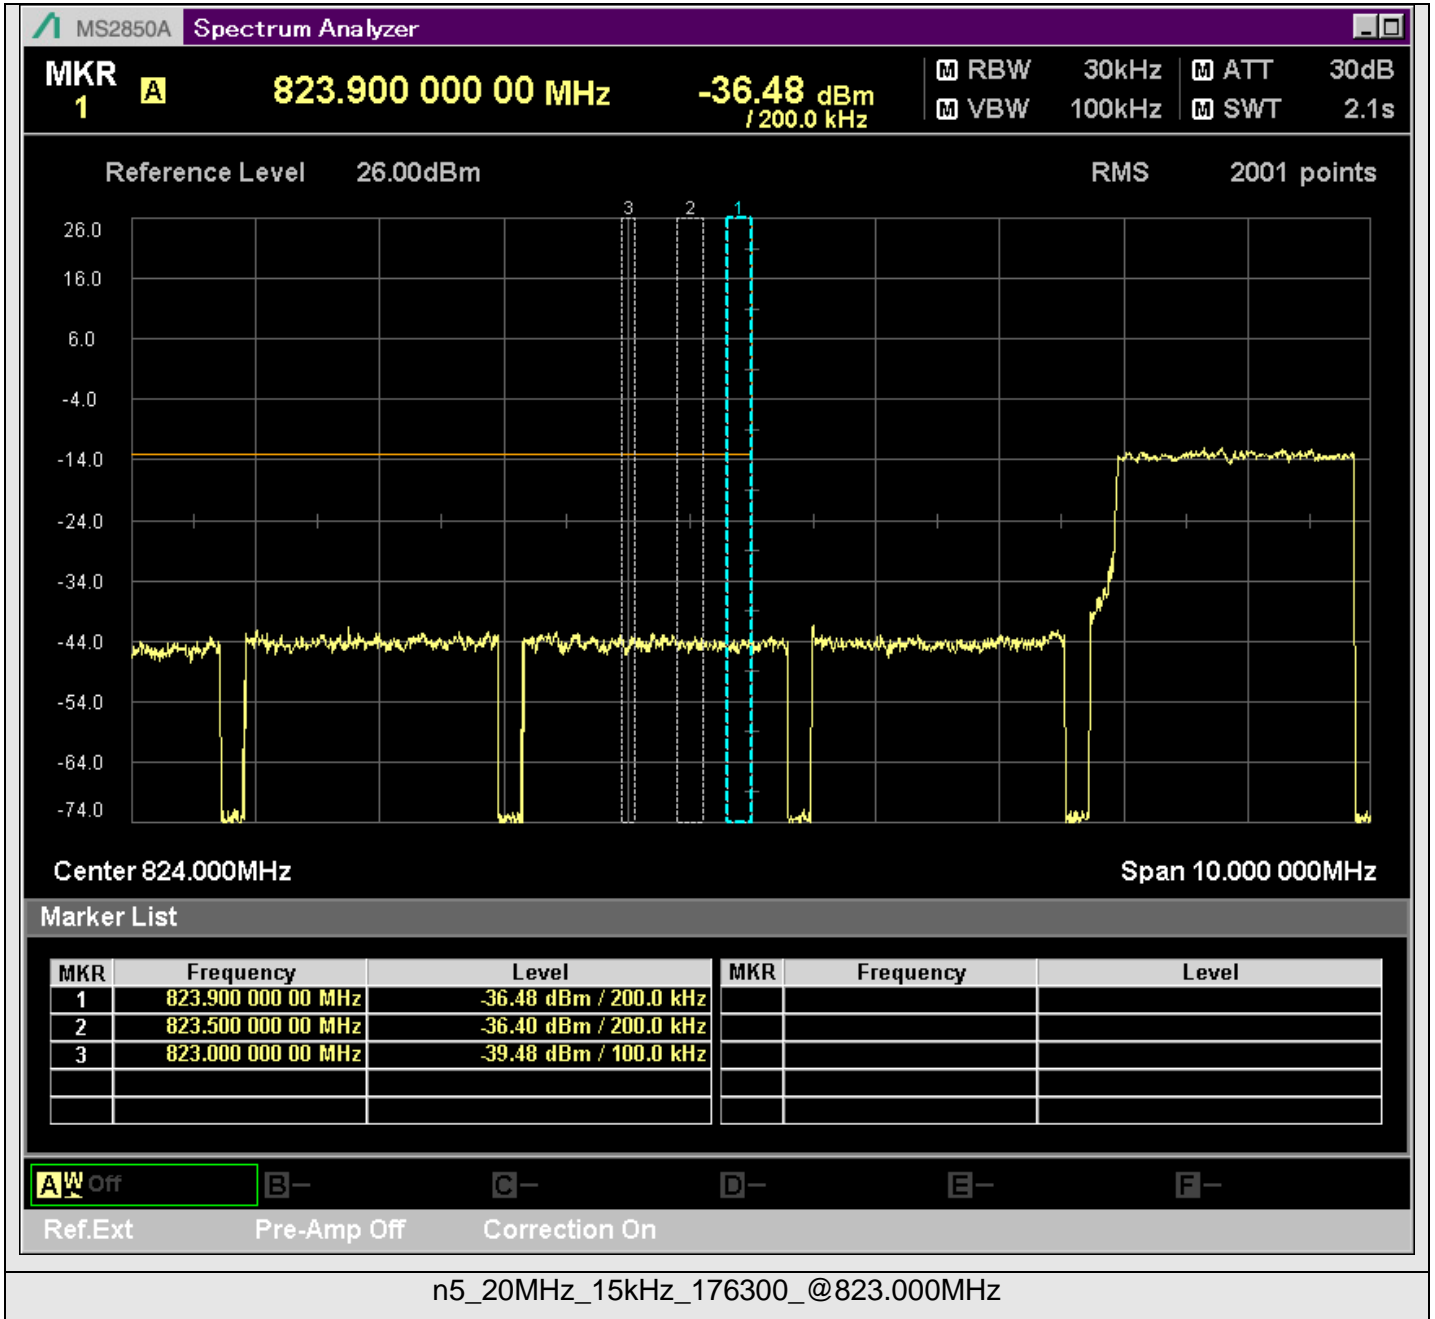 MS2850A Spectrum Analyzer
MKR 1 A 823.900 000 00 MHz -36.48 dBm / 200.0 kHz
M RBW 30kHz M ATT 30dB
M VBW 100kHz M SWT 2.1s
Reference Level 26.00dBm RMS 2001 points
3 2 1
26.0
16.0
6.0
-4.0
-14.0
-24.0
-34.0
-44.0
-54.0
-64.0
-74.0
Center 824.000MHz Span 10.000 000MHz
Marker List
MKR Frequency Level MKR Frequency Level
1 823.900 000 00 MHz -36.48 dBm / 200.0 kHz
2 823.500 000 00 MHz -36.40 dBm / 200.0 kHz
3 823.000 000 00 MHz -39.48 dBm / 100.0 kHz
A W Off B – C – D – E – F –
Ref.Ext Pre-Amp Off Correction On
n5_20MHz_15kHz_176300_@823.000MHz